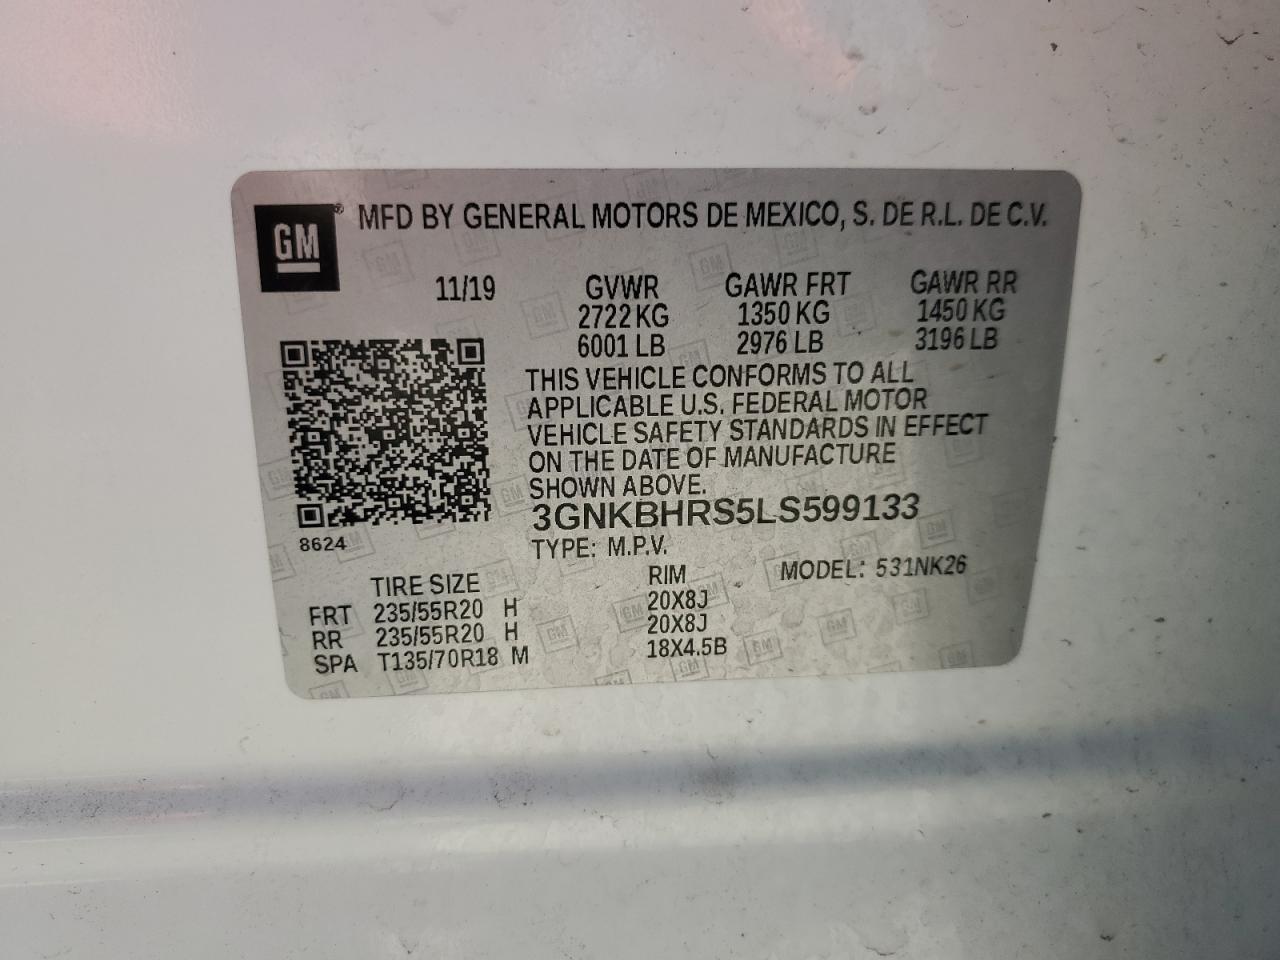 GM® MFD BY GENERAL MOTORS DE MEXICO, S. DE R.L. DE C.V.
11/19 GVWR GAWR FRT GAWR RR
2722 KG 1350 KG 1450 KG
6001 LB 2976 LB 3196 LB
THIS VEHICLE CONFORMS TO ALL
APPLICABLE U.S. FEDERAL MOTOR
VEHICLE SAFETY STANDARDS IN EFFECT
ON THE DATE OF MANUFACTURE
SHOWN ABOVE.
3GNKBHRS5LS599133
8624 TYPE: M.P.V.
TIRE SIZE RIM MODEL: 531NK26
FRT 235/55R20 H 20X8J
RR 235/55R20 H 20X8J
SPA T135/70R18 M 18X4.5B